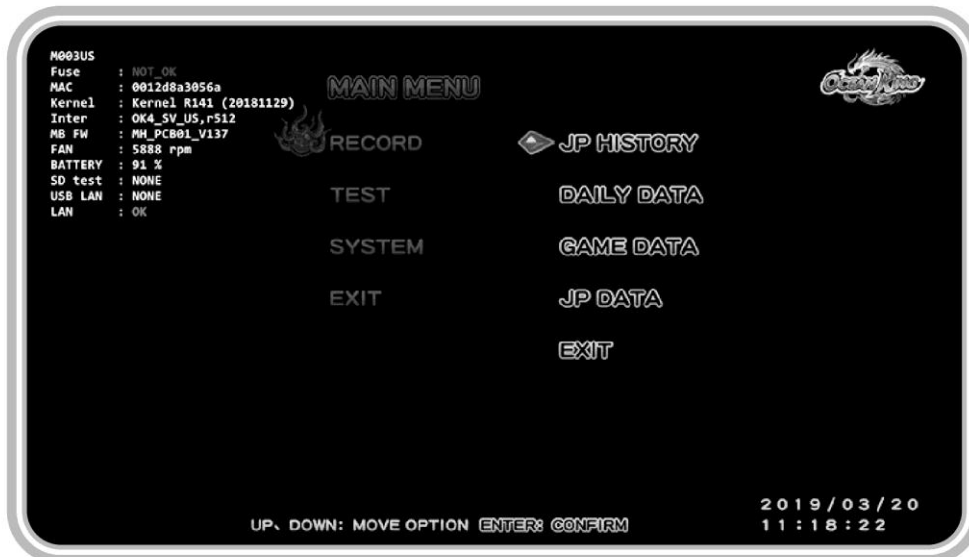 M003US
Fuse : NOT_OK
MAC : 0012d8a3056a
Kernel : Kernel R141 (20181129)
Inter : OK4_SV_US,r512
MB FW : MH_PCB01_V137
FAN : 5888 rpm
BATTERY : 91 %
SD test : NONE
USB LAN : NONE
LAN : OK
MAIN MENU
RECORD
TEST
SYSTEM
EXIT
JP HISTORY
DAILY DATA
GAME DATA
JP DATA
EXIT
OCEAN KING
UP、DOWN: MOVE OPTION ENTER: CONFIRM
2019/03/20
11:18:22